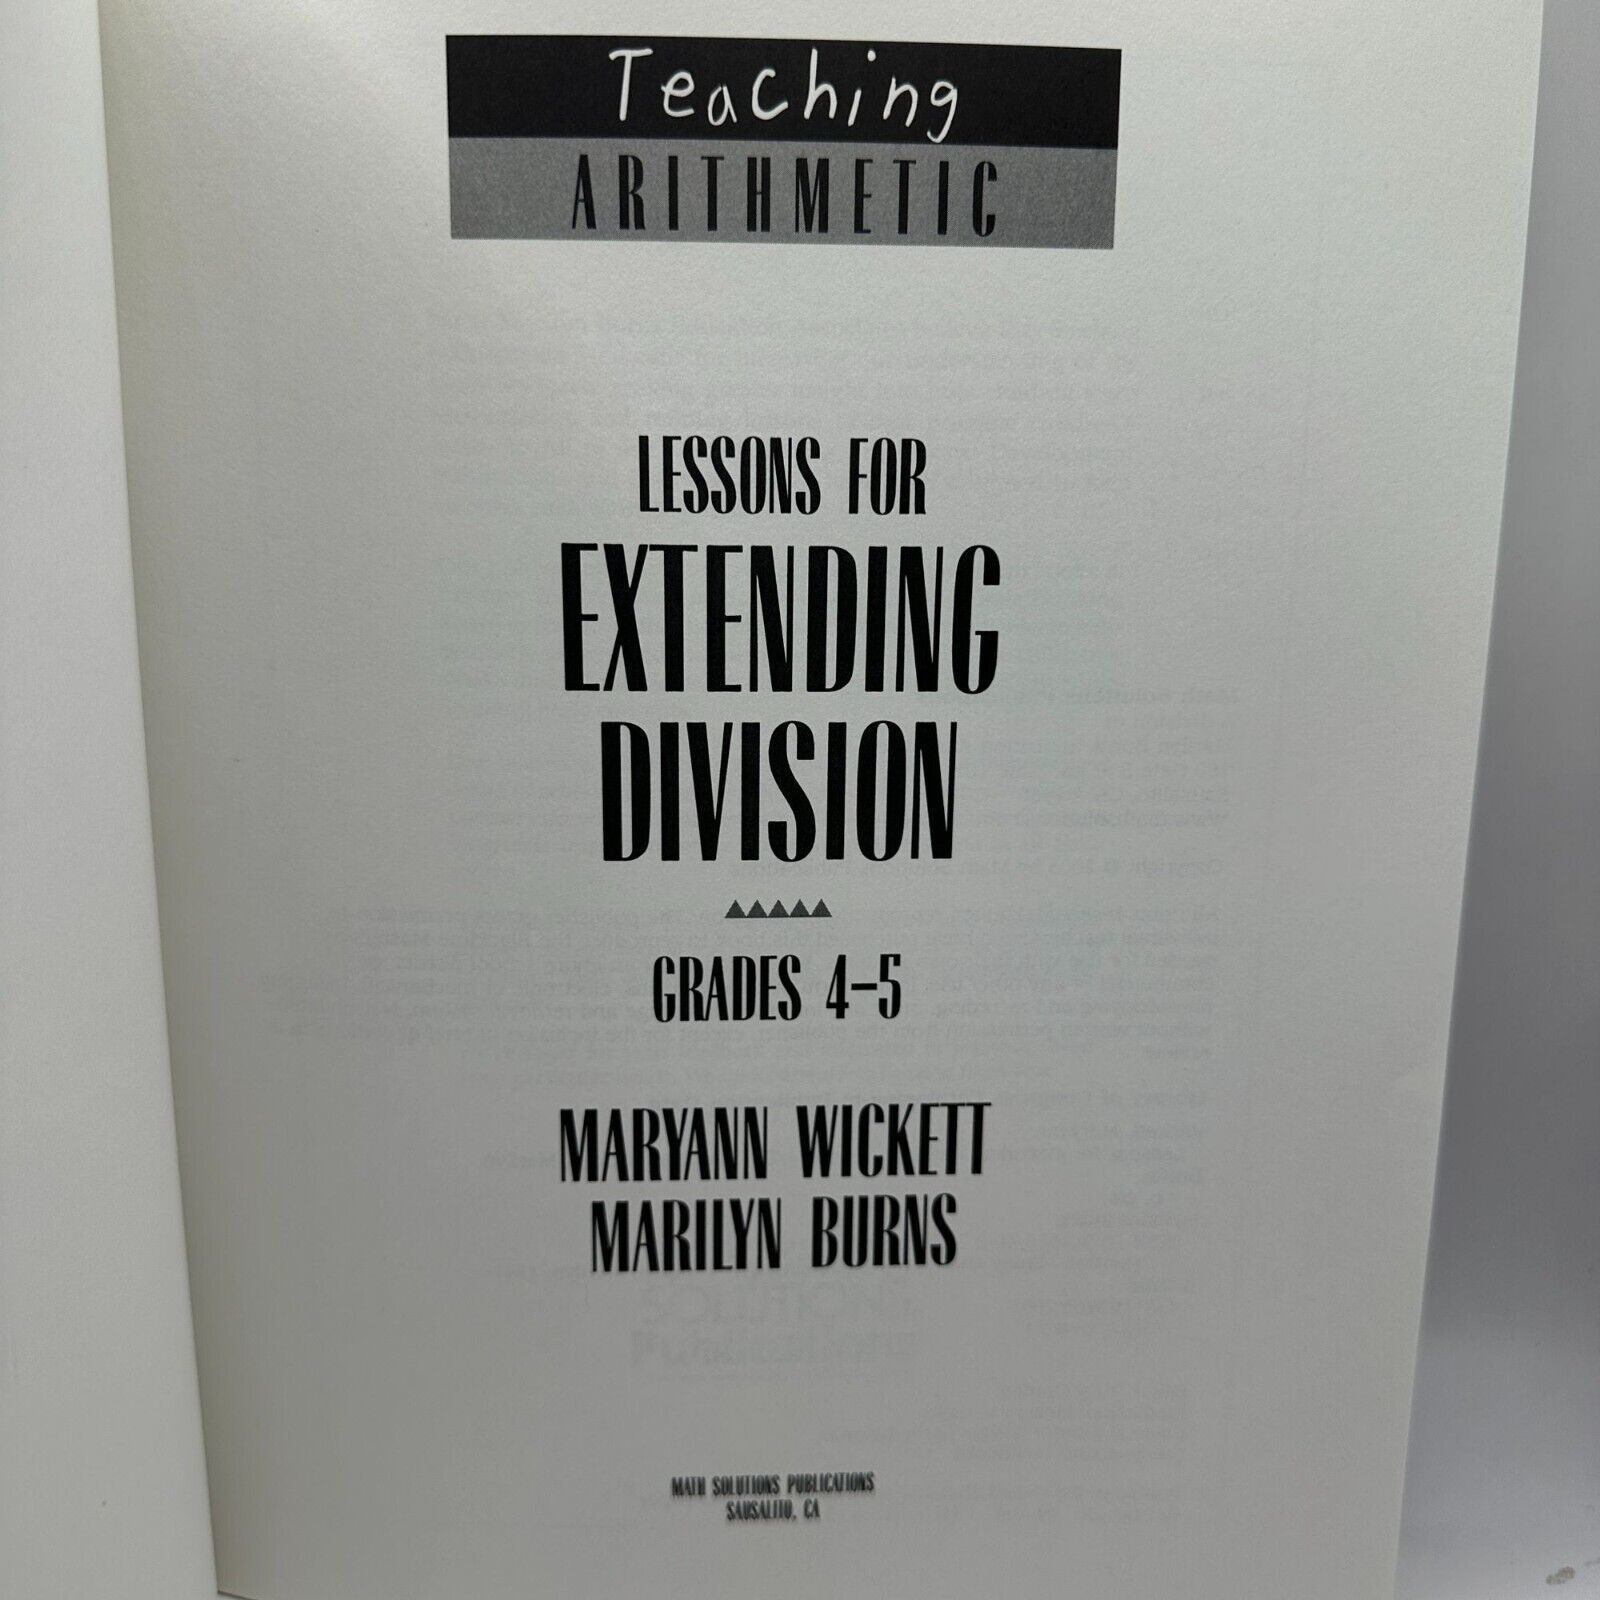 Teaching
ARITHMETIC
LESSONS FOR
EXTENDING
DIVISION
GRADES 4–5
MARYANN WICKETT
MARILYN BURNS
MATH SOLUTIONS PUBLICATIONS
SAUSALITO, CA